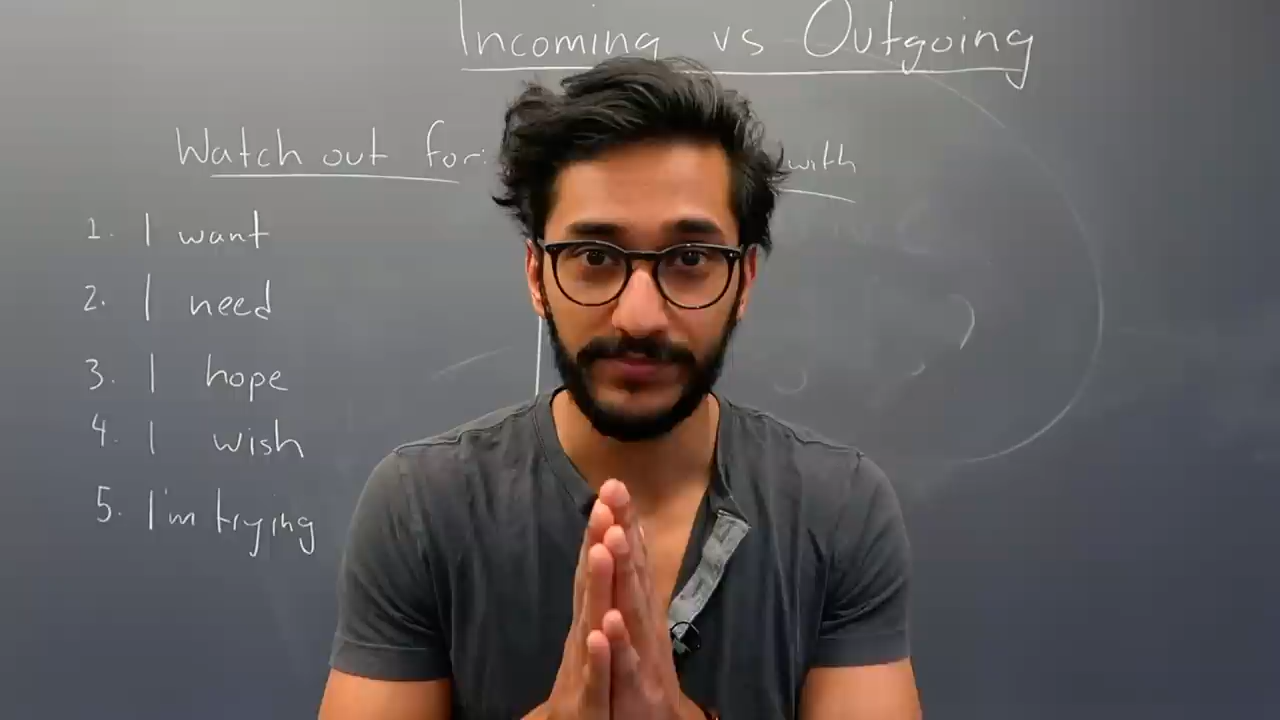 Incoming vs Outgoing
Watch out for: with
1. I want
2. I need
3. I hope
4. I wish
5. I'm trying